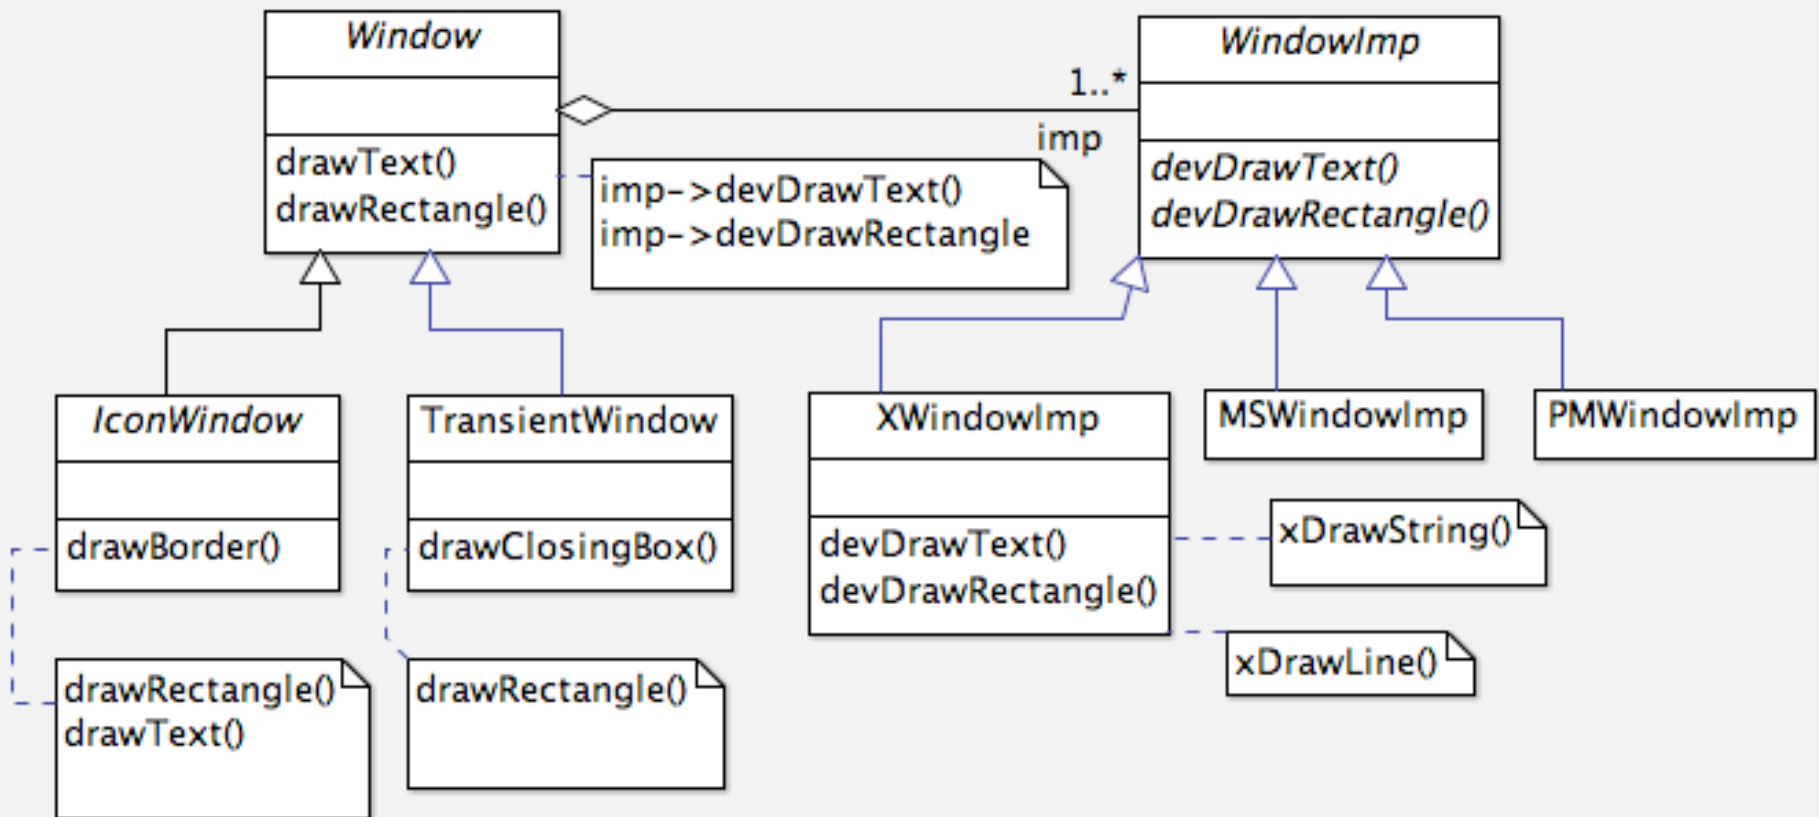 Window
drawText()
drawRectangle()
1..*
imp
imp->devDrawText()
imp->devDrawRectangle
WindowImp
devDrawText()
devDrawRectangle()
IconWindow
drawBorder()
TransientWindow
drawClosingBox()
XWindowImp
devDrawText()
devDrawRectangle()
MSWindowImp
PMWindowImp
xDrawString()
xDrawLine()
drawRectangle()
drawText()
drawRectangle()